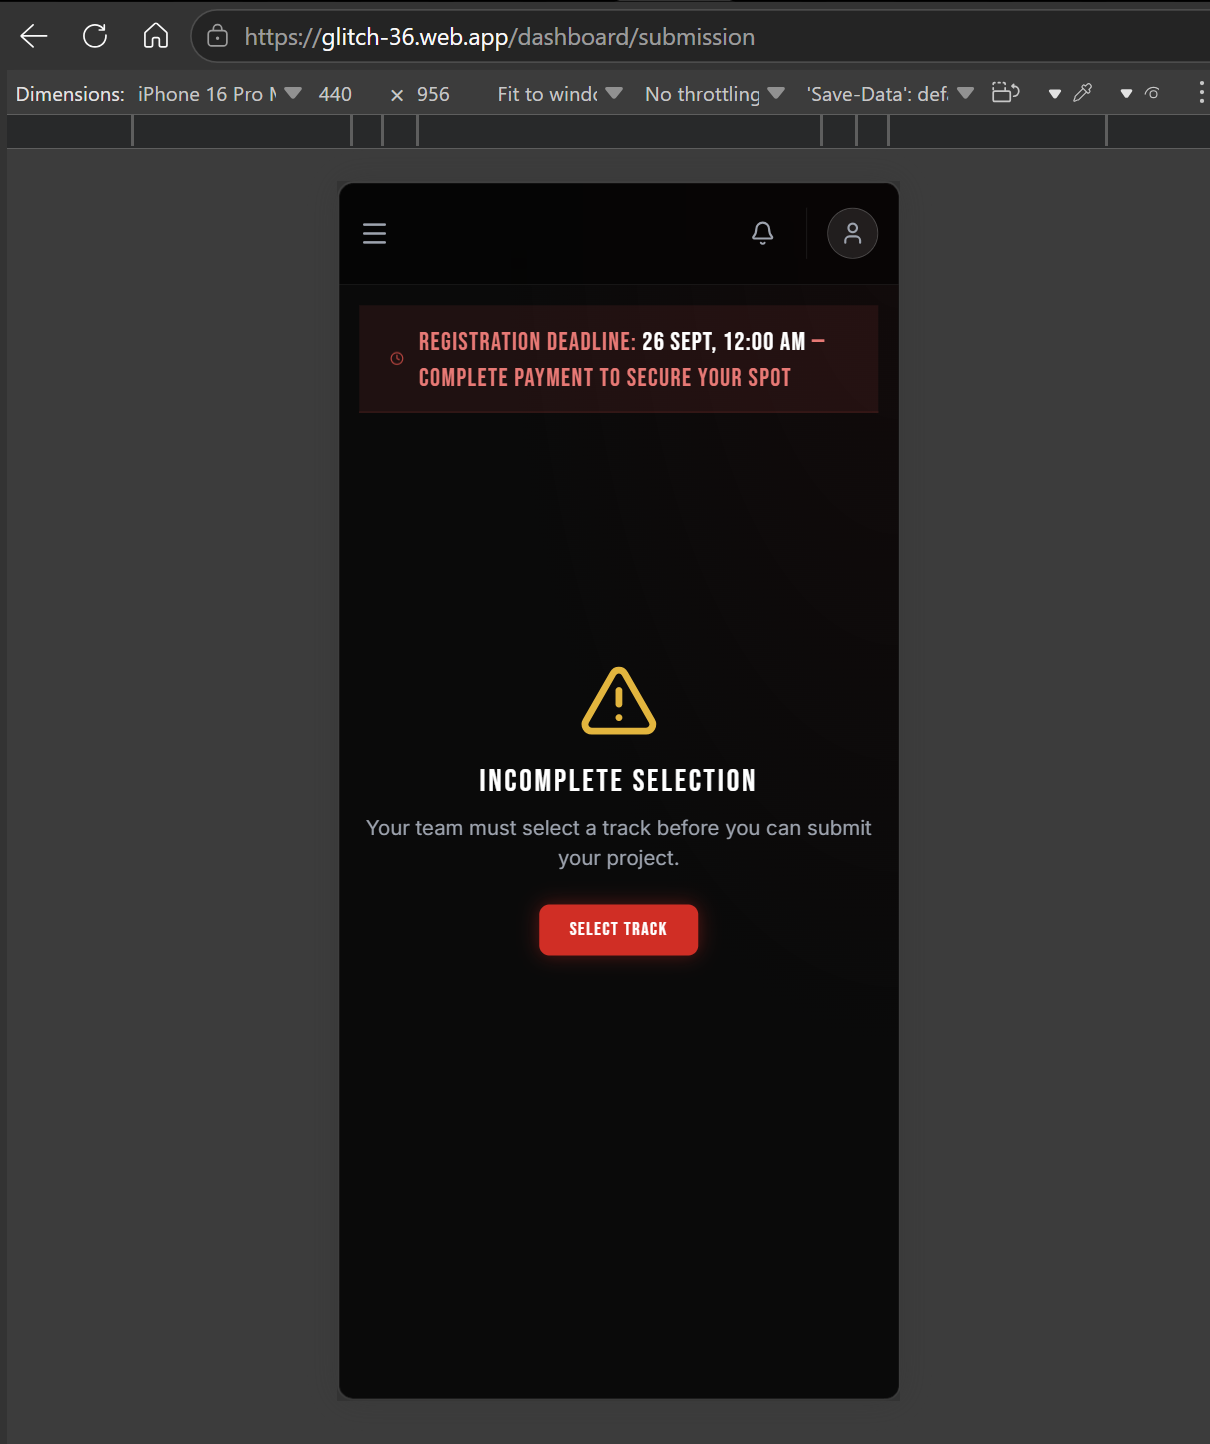 https://glitch-36.web.app/dashboard/submission
Dimensions: iPhone 16 Pro 440 × 956 Fit to wind No throttling 'Save-Data': def
REGISTRATION DEADLINE: 26 SEPT, 12:00 AM –
COMPLETE PAYMENT TO SECURE YOUR SPOT
INCOMPLETE SELECTION
Your team must select a track before you can submit
your project.
SELECT TRACK